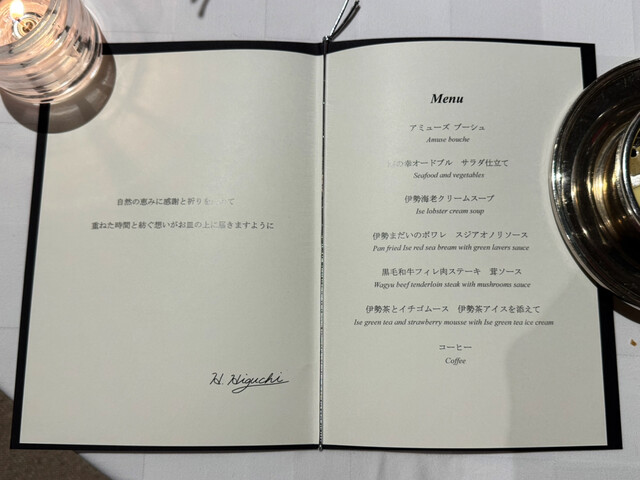 自然の恵みに感謝と祈りを　て
重ねた時間と紡ぐ想いがお皿の上に届きますように
H. Higuchi
Menu
アミューズ ブーシュ
Amuse bouche
の幸オードブル　サラダ仕立て
Seafood and vegetables
伊勢海老クリームスープ
Ise lobster cream soup
伊勢まだいのポワレ　スジアオノリソース
Pan fried Ise red sea bream with green lavers sauce
黒毛和牛フィレ肉ステーキ　茸ソース
Wagyu beef tenderloin steak with mushrooms sauce
伊勢茶とイチゴムース　伊勢茶アイスを添えて
Ise green tea and strawberry mousse with Ise green tea ice cream
コーヒー
Coffee